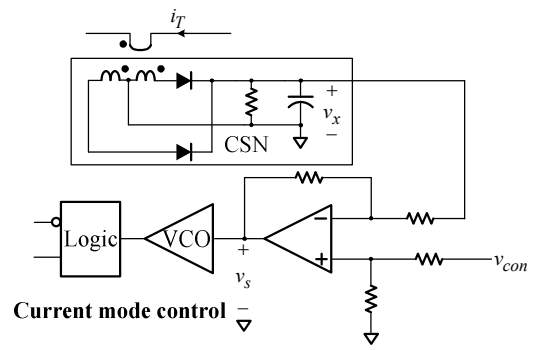 i_T
+
v_x
−
CSN
−
+
Logic
VCO
+
v_s
−
v_con
Current mode control